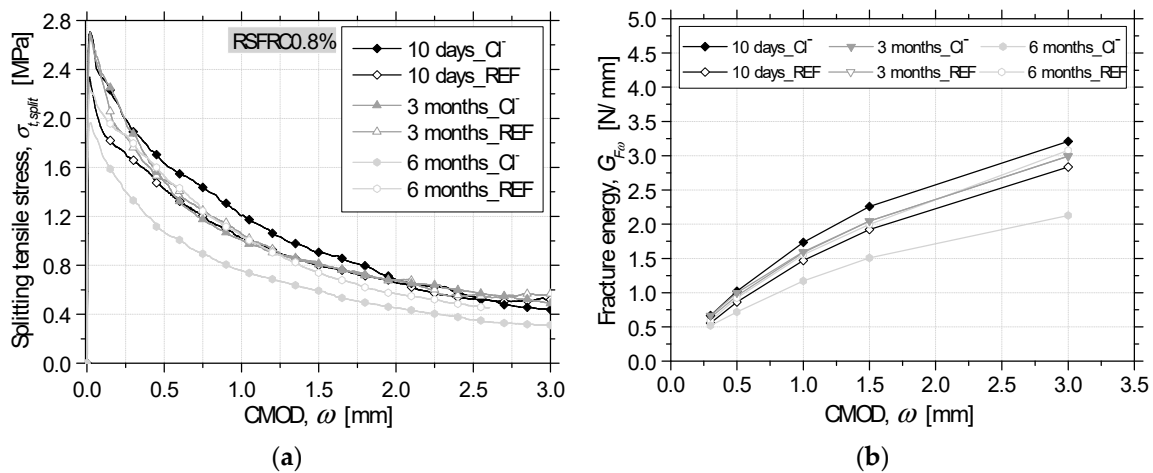 2.8
2.4
2.0
1.6
1.2
0.8
0.4
0.0
Splitting tensile stress, σt,split [MPa]
RSFRC0.8%
10 days_Cl⁻
10 days_REF
3 months_Cl⁻
3 months_REF
6 months_Cl⁻
6 months_REF
0.0 0.5 1.0 1.5 2.0 2.5 3.0
CMOD, ω [mm]
(a)
5.0
4.5
4.0
3.5
3.0
2.5
2.0
1.5
1.0
0.5
0.0
Fracture energy, GFω [N/mm]
10 days_Cl⁻ 3 months_Cl⁻ 6 months_Cl⁻
10 days_REF 3 months_REF 6 months_REF
0.0 0.5 1.0 1.5 2.0 2.5 3.0 3.5
CMOD, ω [mm]
(b)